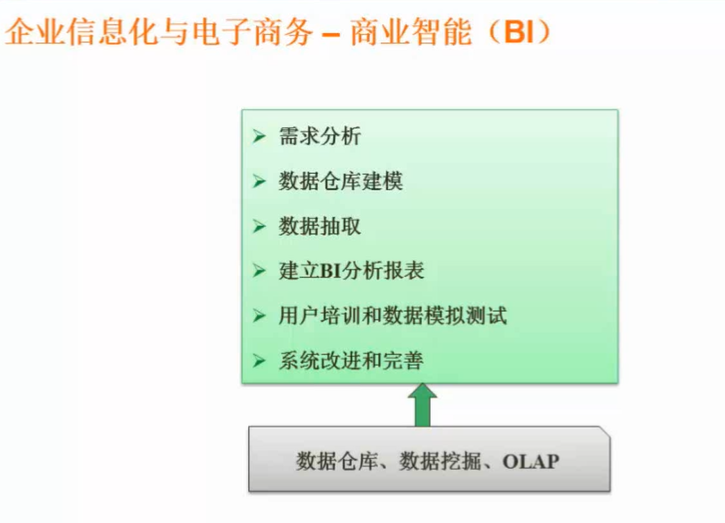 企业信息化与电子商务 – 商业智能（BI）
➢ 需求分析
➢ 数据仓库建模
➢ 数据抽取
➢ 建立BI分析报表
➢ 用户培训和数据模拟测试
➢ 系统改进和完善
数据仓库、数据挖掘、OLAP